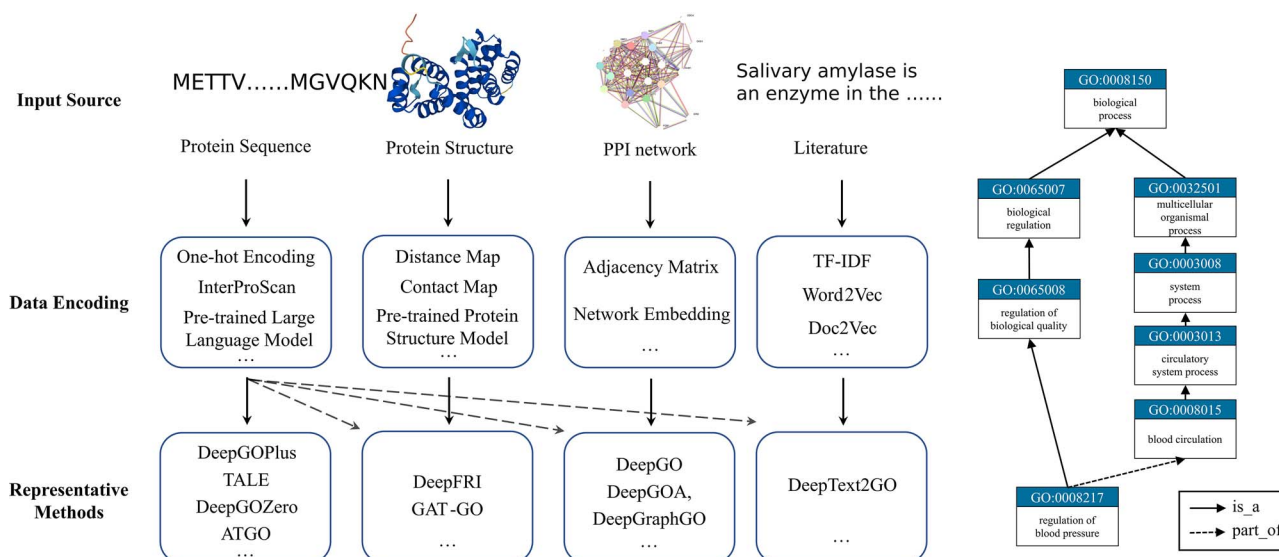 Input Source
METTV......MGVQKN
Salivary amylase is
an enzyme in the ......
Protein Sequence
Protein Structure
PPI network
Literature
Data Encoding
One-hot Encoding
InterProScan
Pre-trained Large
Language Model
...
Distance Map
Contact Map
Pre-trained Protein
Structure Model
...
Adjacency Matrix
Network Embedding
...
TF-IDF
Word2Vec
Doc2Vec
...
Representative
Methods
DeepGOPlus
TALE
DeepGOZero
ATGO
...
DeepFRI
GAT-GO
...
DeepGO
DeepGOA,
DeepGraphGO
...
DeepText2GO
...
GO:0008150
biological
process
GO:0065007
biological
regulation
GO:0032501
multicellular
organismal
process
GO:0065008
regulation of
biological quality
GO:0003008
system
process
GO:0003013
circulatory
system process
GO:0008015
blood circulation
GO:0008217
regulation of
blood pressure
is_a
part_of